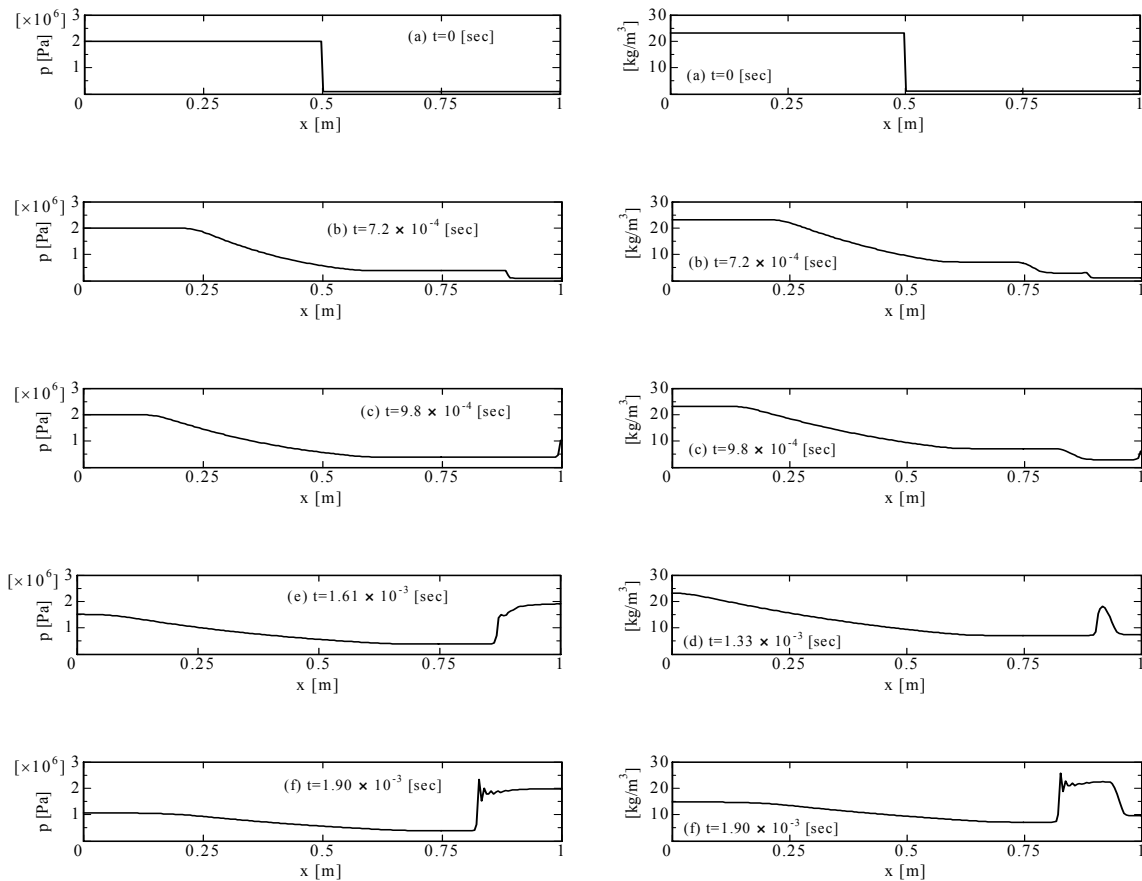 [×10⁶] 3
2
1
p [Pa]
(a) t=0 [sec]
0 0.25 0.5 0.75 1
x [m]
30
20
10
[kg/m³]
(a) t=0 [sec]
0 0.25 0.5 0.75 1
x [m]
[×10⁶] 3
2
1
p [Pa]
(b) t=7.2 × 10⁻⁴ [sec]
0 0.25 0.5 0.75 1
x [m]
30
20
10
[kg/m³]
(b) t=7.2 × 10⁻⁴ [sec]
0 0.25 0.5 0.75 1
x [m]
[×10⁶] 3
2
1
p [Pa]
(c) t=9.8 × 10⁻⁴ [sec]
0 0.25 0.5 0.75 1
x [m]
30
20
10
[kg/m³]
(c) t=9.8 × 10⁻⁴ [sec]
0 0.25 0.5 0.75 1
x [m]
[×10⁶] 3
2
1
p [Pa]
(e) t=1.61 × 10⁻³ [sec]
0 0.25 0.5 0.75 1
x [m]
30
20
10
[kg/m³]
(d) t=1.33 × 10⁻³ [sec]
0 0.25 0.5 0.75 1
x [m]
[×10⁶] 3
2
1
p [Pa]
(f) t=1.90 × 10⁻³ [sec]
0 0.25 0.5 0.75 1
x [m]
30
20
10
[kg/m³]
(f) t=1.90 × 10⁻³ [sec]
0 0.25 0.5 0.75 1
x [m]